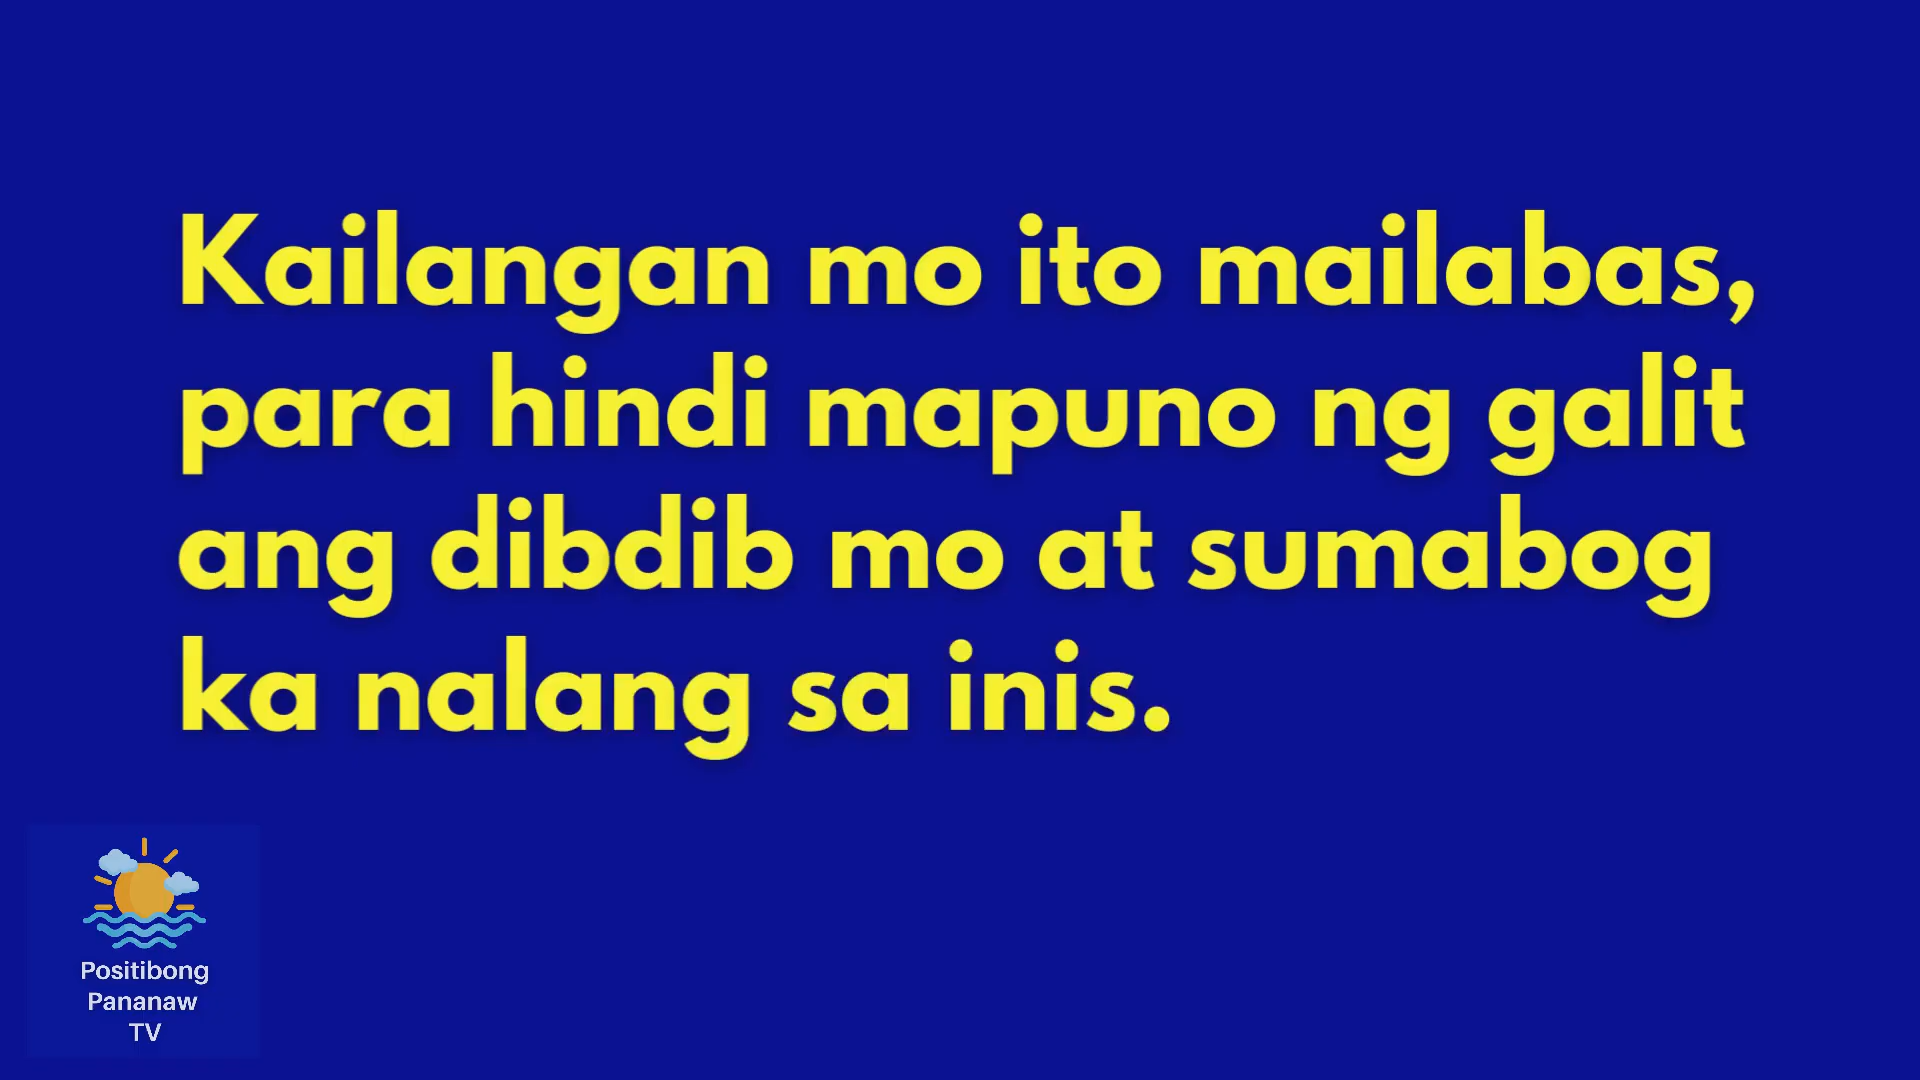 Kailangan mo ito mailabas,
para hindi mapuno ng galit
ang dibdib mo at sumabog
ka nalang sa inis.
Positibong
Pananaw
TV